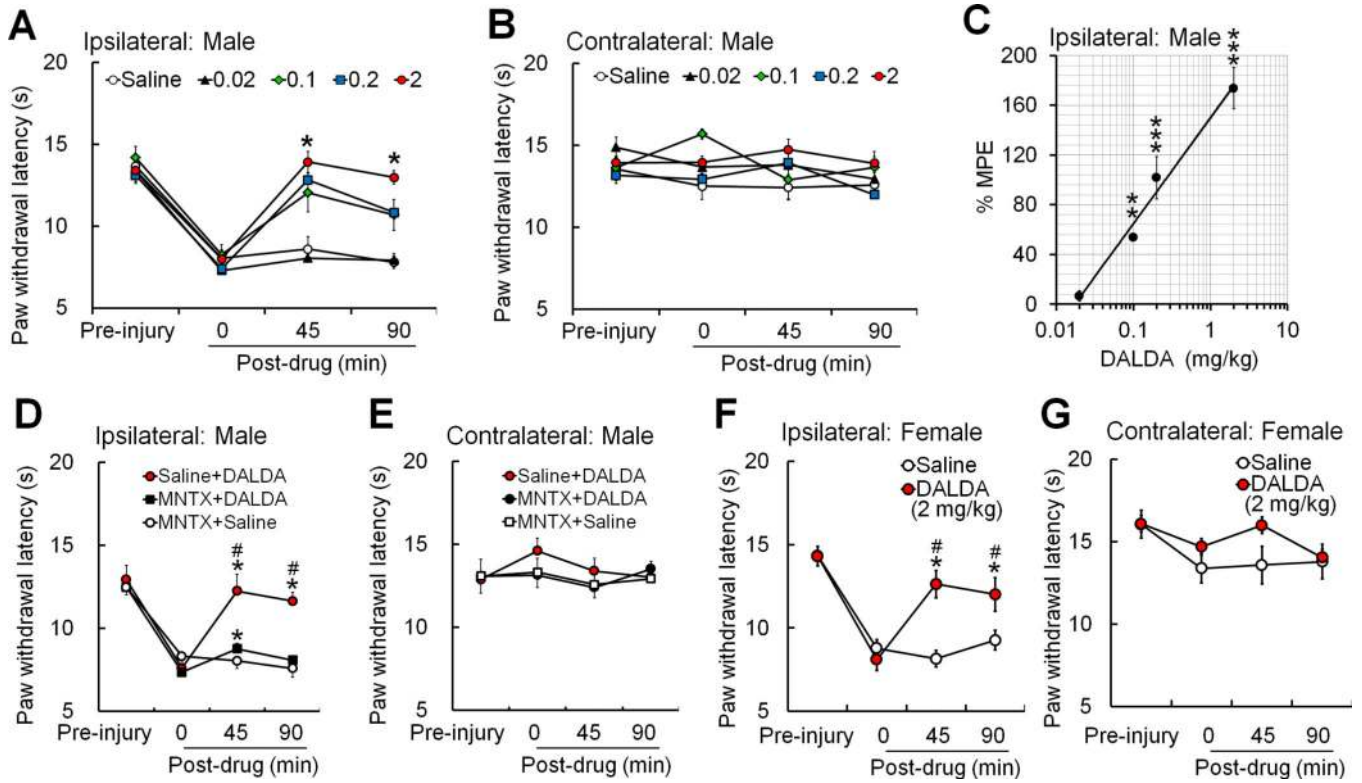 A
Ipsilateral: Male
Saline 0.02 0.1 0.2 2
Paw withdrawal latency (s)
20
15
10
5
* *
Pre-injury 0 45 90
Post-drug (min)
B
Contralateral: Male
Saline 0.02 0.1 0.2 2
Paw withdrawal latency (s)
20
15
10
5
Pre-injury 0 45 90
Post-drug (min)
C
Ipsilateral: Male
% MPE
200
160
120
80
40
0
**
***
***
0.01 0.1 1 10
DALDA (mg/kg)
D
Ipsilateral: Male
Saline+DALDA
MNTX+DALDA
MNTX+Saline
Paw withdrawal latency (s)
20
15
10
5
# #
* *
*
Pre-injury 0 45 90
Post-drug (min)
E
Contralateral: Male
Saline+DALDA
MNTX+DALDA
MNTX+Saline
Paw withdrawal latency (s)
20
15
10
5
Pre-injury 0 45 90
Post-drug (min)
F
Ipsilateral: Female
Saline
DALDA
(2 mg/kg)
Paw withdrawal latency (s)
20
15
10
5
# #
* *
Pre-injury 0 45 90
Post-drug (min)
G
Contralateral: Female
Saline
DALDA
(2 mg/kg)
Paw withdrawal latency (s)
20
15
10
5
Pre-injury 0 45 90
Post-drug (min)